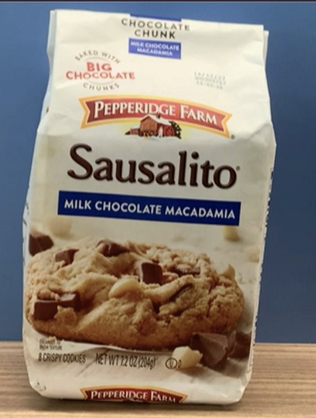 CHOCOLATE
CHUNK
MILK CHOCOLATE
MACADAMIA
BAKED WITH
BIG
CHOCOLATE
CHUNKS
PEPPERIDGE FARM
Sausalito®
MILK CHOCOLATE MACADAMIA
8 CRISPY COOKIES NET WT 7.2 OZ (204g)
PEPPERIDGE FARM